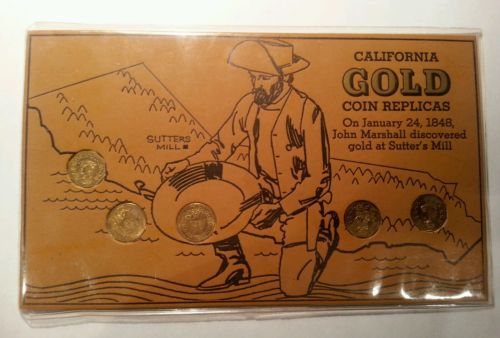 CALIFORNIA
GOLD
COIN REPLICAS
On January 24, 1848,
John Marshall discovered
gold at Sutter's Mill
SUTTERS
MILL